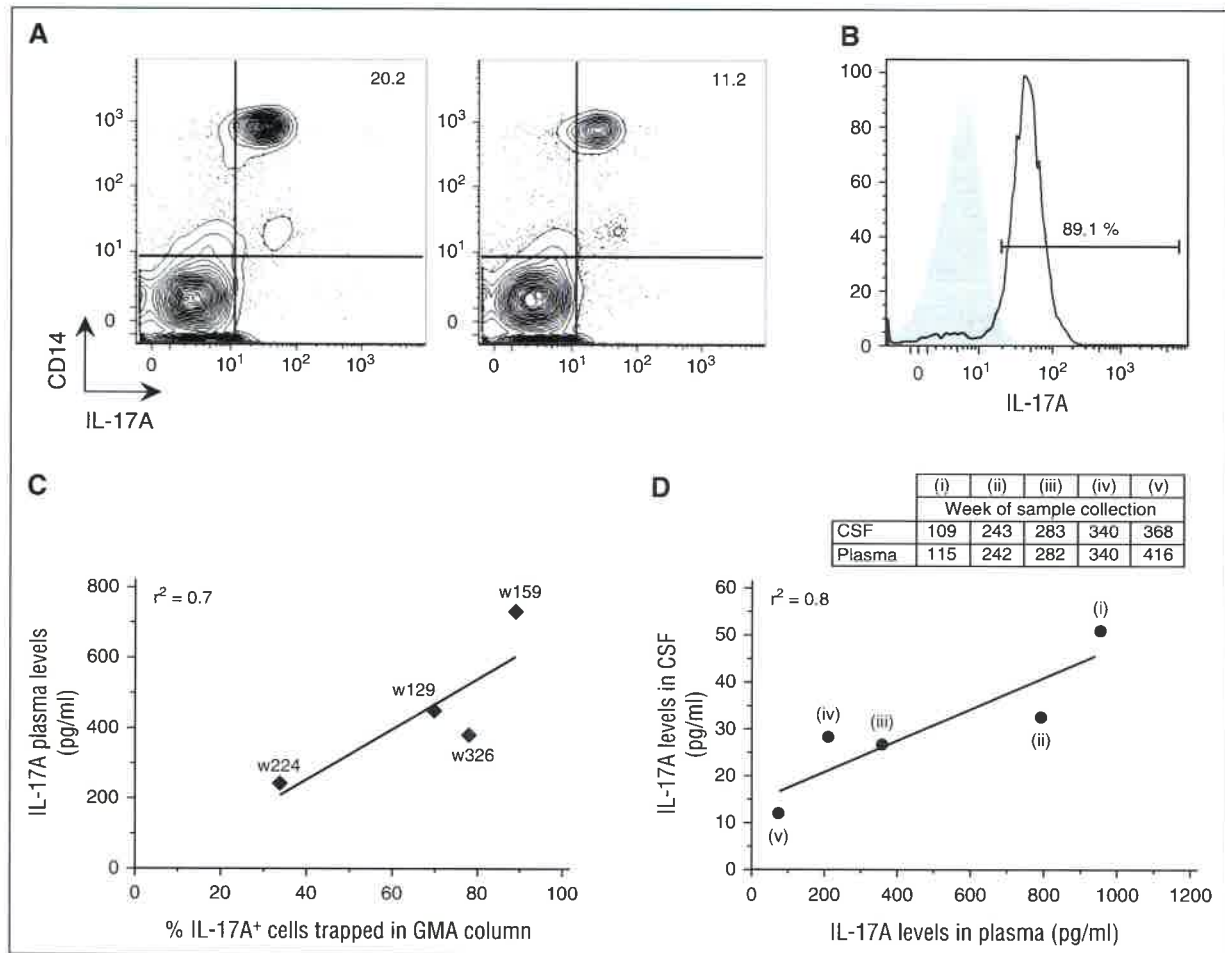 A
20.2
11.2
10³
10²
10¹
0
0
10¹
10²
10³
10³
10²
10¹
0
0
10¹
10²
10³
CD14
IL-17A
B
100
80
60
40
20
0
89.1 %
0
10¹
10²
10³
IL-17A
C
r² = 0.7
800
600
400
200
0
w159
w129
w326
w224
0
20
40
60
80
100
IL-17A plasma levels
(pg/ml)
% IL-17A⁺ cells trapped in GMA column
D
(i) (ii) (iii) (iv) (v)
Week of sample collection
CSF 109 243 283 340 368
Plasma 115 242 282 340 416
r² = 0.8
60
50
40
30
20
10
0
(i)
(iv)
(iii)
(ii)
(v)
0
200
400
600
800
1000
1200
IL-17A levels in CSF
(pg/ml)
IL-17A levels in plasma (pg/ml)